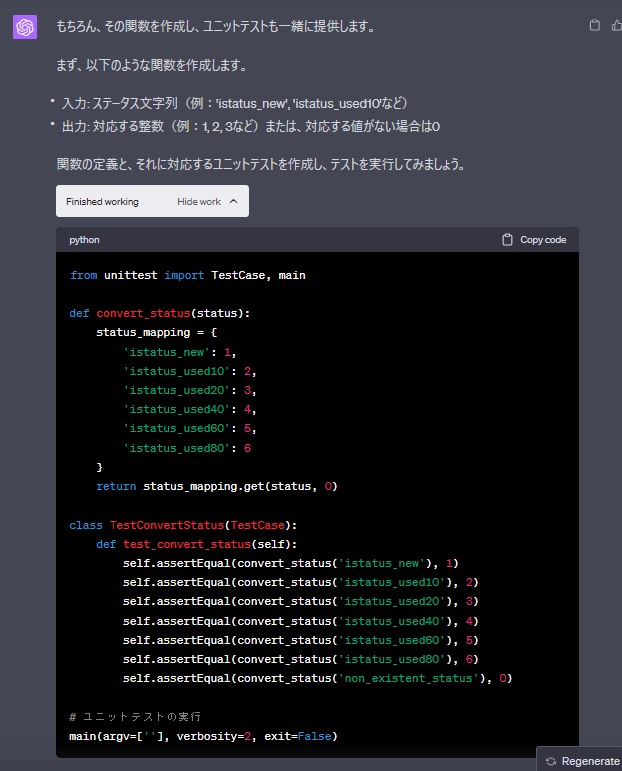 もちろん、その関数を作成し、ユニットテストも一緒に提供します。
まず、以下のような関数を作成します。
• 入力: ステータス文字列（例：'istatus_new', 'istatus_used10'など）
• 出力: 対応する整数（例：1, 2, 3など）または、対応する値がない場合は0
関数の定義と、それに対応するユニットテストを作成し、テストを実行してみましょう。
Finished working Hide work
python Copy code
from unittest import TestCase, main
def convert_status(status):
    status_mapping = {
        'istatus_new': 1,
        'istatus_used10': 2,
        'istatus_used20': 3,
        'istatus_used40': 4,
        'istatus_used60': 5,
        'istatus_used80': 6
    }
    return status_mapping.get(status, 0)
class TestConvertStatus(TestCase):
    def test_convert_status(self):
        self.assertEqual(convert_status('istatus_new'), 1)
        self.assertEqual(convert_status('istatus_used10'), 2)
        self.assertEqual(convert_status('istatus_used20'), 3)
        self.assertEqual(convert_status('istatus_used40'), 4)
        self.assertEqual(convert_status('istatus_used60'), 5)
        self.assertEqual(convert_status('istatus_used80'), 6)
        self.assertEqual(convert_status('non_existent_status'), 0)
# ユニットテストの実行
main(argv=[''], verbosity=2, exit=False)
Regenerate